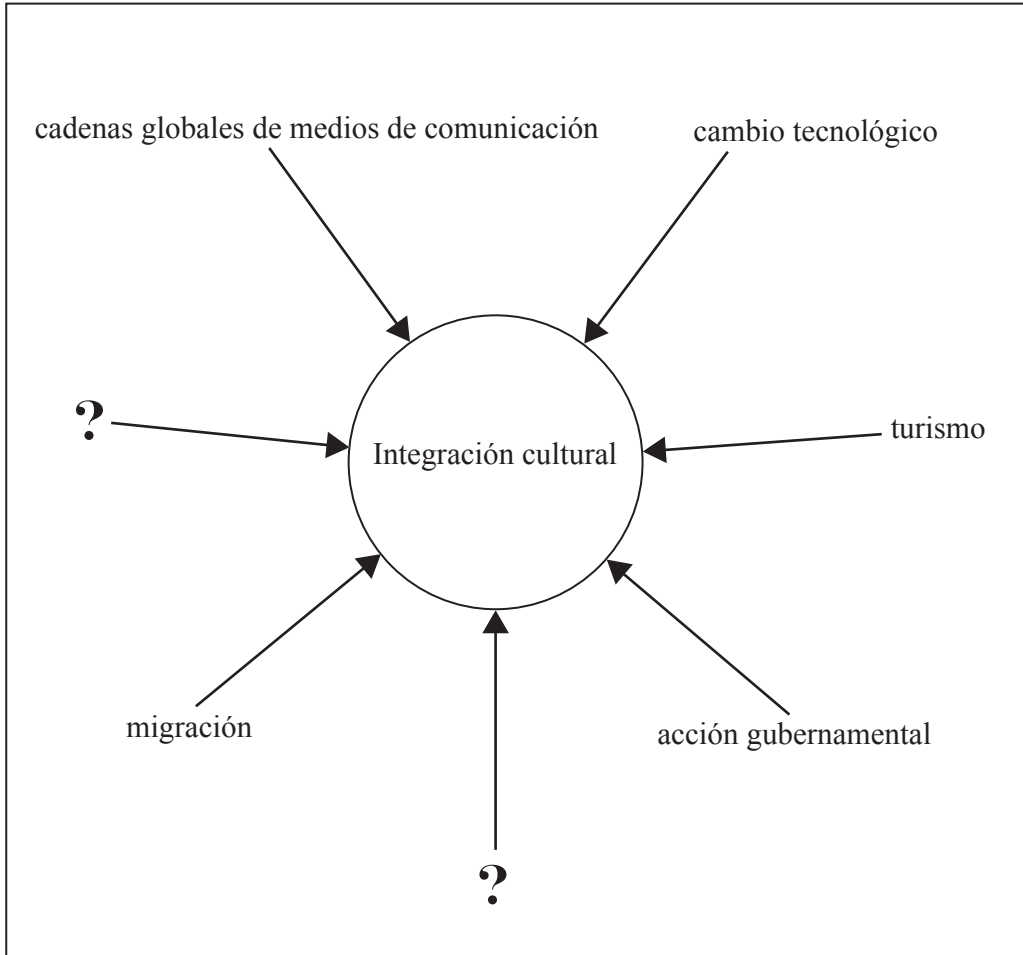 cadenas globales de medios de comunicación
cambio tecnológico
?
Integración cultural
turismo
migración
acción gubernamental
?